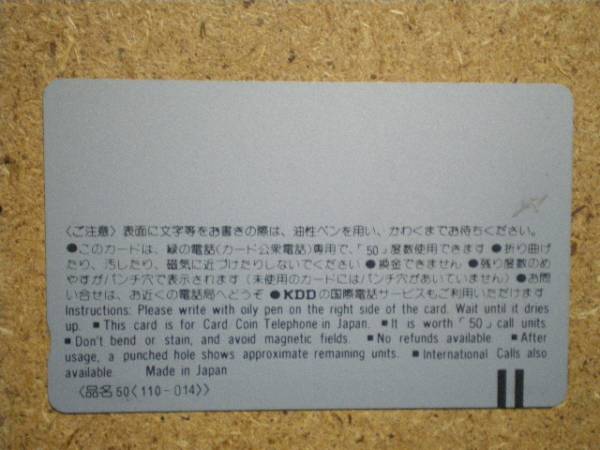 〈ご注意〉表面に文字等をお書きの際は、油性ペンを用い、かわくまでお待ちください。
●このカードは、緑の電話(カード公衆電話)専用で、「50」度数使用できます●折り曲げ
たり、汚したり、磁気に近づけたりしないでください●換金できません●残り度数のめ
やすがパンチ穴で表示されます(未使用のカードにはパンチ穴があいていません)●お問
い合せは、お近くの電話局へどうぞ●KDDの国際電話サービスもご利用いただけます
Instructions: Please write with oily pen on the right side of the card. Wait until it dries
up. ■This card is for Card Coin Telephone in Japan. ■It is worth「50」call units.
■Don't bend or stain, and avoid magnetic fields. ■No refunds available. ■After
usage, a punched hole shows approximate remaining units. ■International Calls also
available. Made in Japan
〈品名50〈110-014〉〉